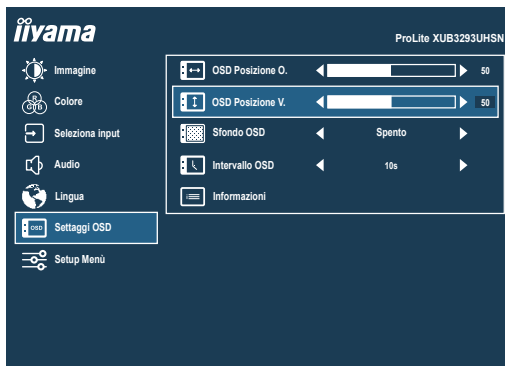 iiyama
ProLite XUB3293UHSN
Immagine
OSD Posizione O. 50
R G B Colore
OSD Posizione V. 50
Seleziona input
Sfondo OSD Spento
Audio
Intervallo OSD 10s
Lingua
Informazioni
OSD Settaggi OSD
Setup Menù